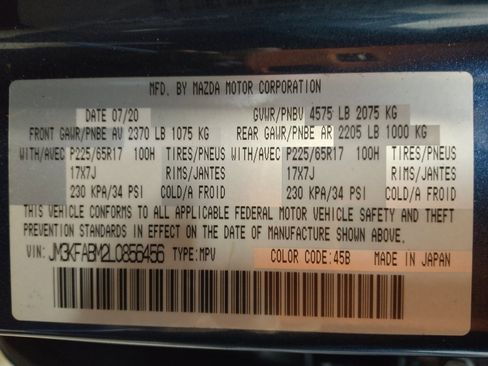 MFD. BY MAZDA MOTOR CORPORATION
DATE 07/20 GVWR/PNBV 4575 LB 2075 KG
FRONT GAWR/PNBE AV 2370 LB 1075 KG REAR GAWR/PNBE AR 2205 LB 1000 KG
WITH/AVEC P225/65R17 100H TIRES/PNEUS WITH/AVEC P225/65R17 100H TIRES/PNEUS
17X7J RIMS/JANTES 17X7J RIMS/JANTES
230 KPA/34 PSI COLD/A FROID 230 KPA/34 PSI COLD/A FROID
THIS VEHICLE CONFORMS TO ALL APPLICABLE FEDERAL MOTOR VEHICLE SAFETY AND THEFT
PREVENTION STANDARDS IN EFFECT ON THE DATE OF MANUFACTURE SHOWN ABOVE.
VIN: JM3KFABM2L0856456 TYPE:MPV COLOR CODE:45B MADE IN JAPAN